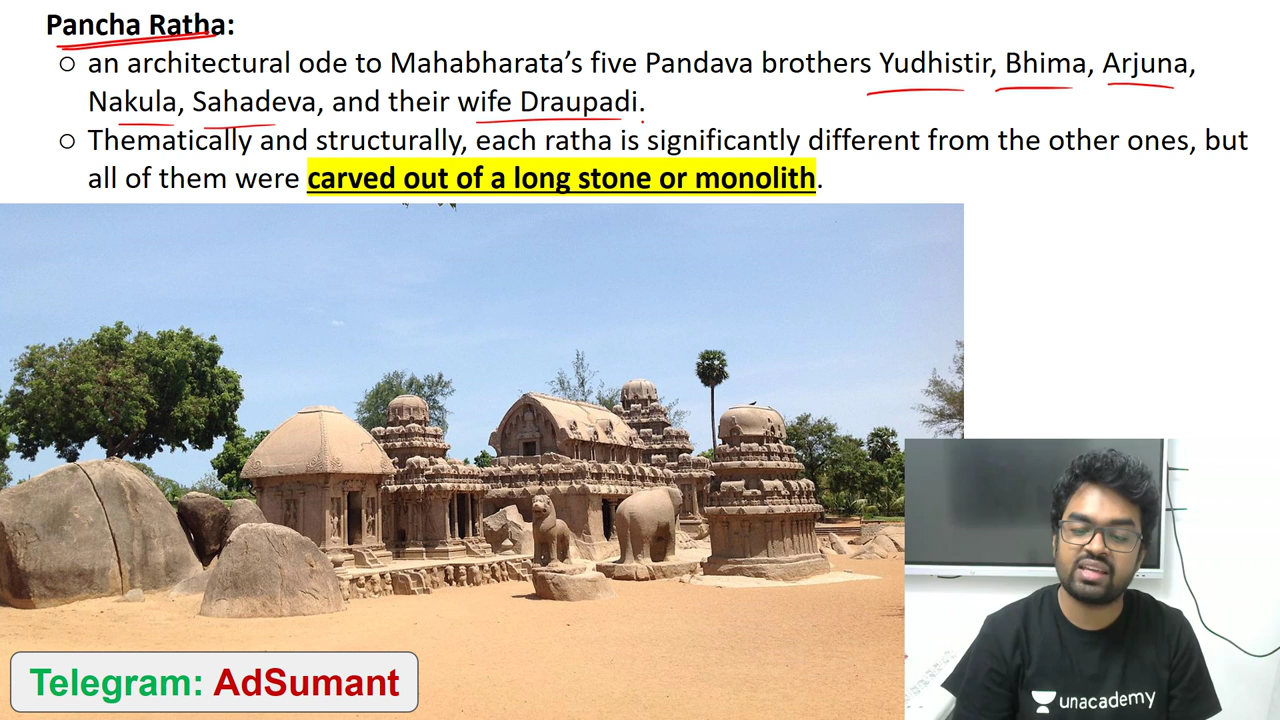 Pancha Ratha:
○ an architectural ode to Mahabharata’s five Pandava brothers Yudhistir, Bhima, Arjuna,
Nakula, Sahadeva, and their wife Draupadi.
○ Thematically and structurally, each ratha is significantly different from the other ones, but
all of them were carved out of a long stone or monolith.
Telegram: AdSumant
unacademy